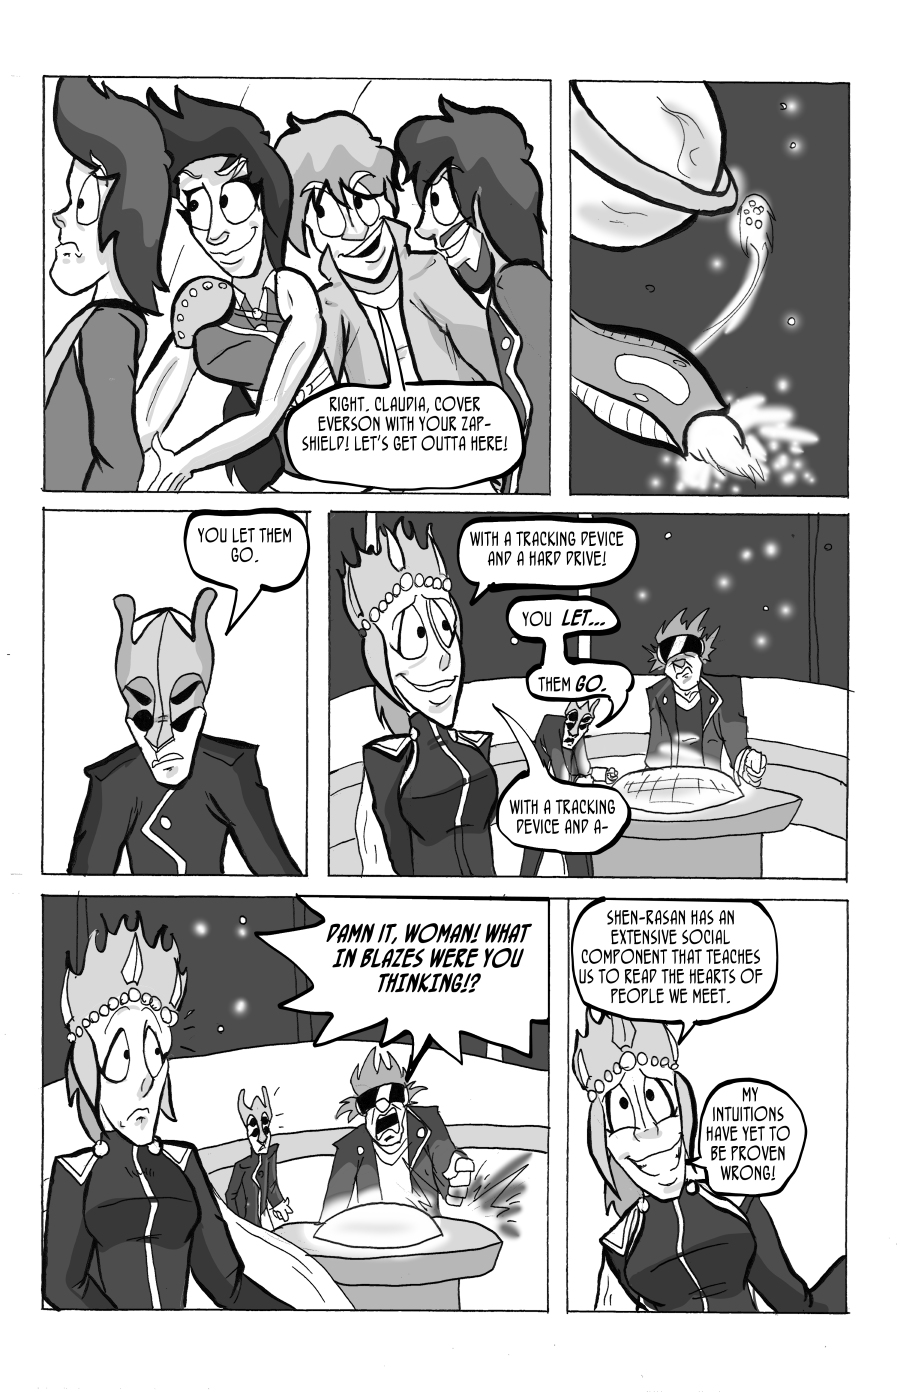 RIGHT. CLAUDIA, COVER
EVERSON WITH YOUR ZAP-
SHIELD! LET'S GET OUTTA HERE!
YOU LET THEM
GO.
WITH A TRACKING DEVICE
AND A HARD DRIVE!
YOU LET...
THEM GO.
WITH A TRACKING
DEVICE AND A-
DAMN IT, WOMAN! WHAT
IN BLAZES WERE YOU
THINKING!?
SHEN-RASAN HAS AN
EXTENSIVE SOCIAL
COMPONENT THAT TEACHES
US TO READ THE HEARTS OF
PEOPLE WE MEET.
MY
INTUITIONS
HAVE YET TO
BE PROVEN
WRONG!